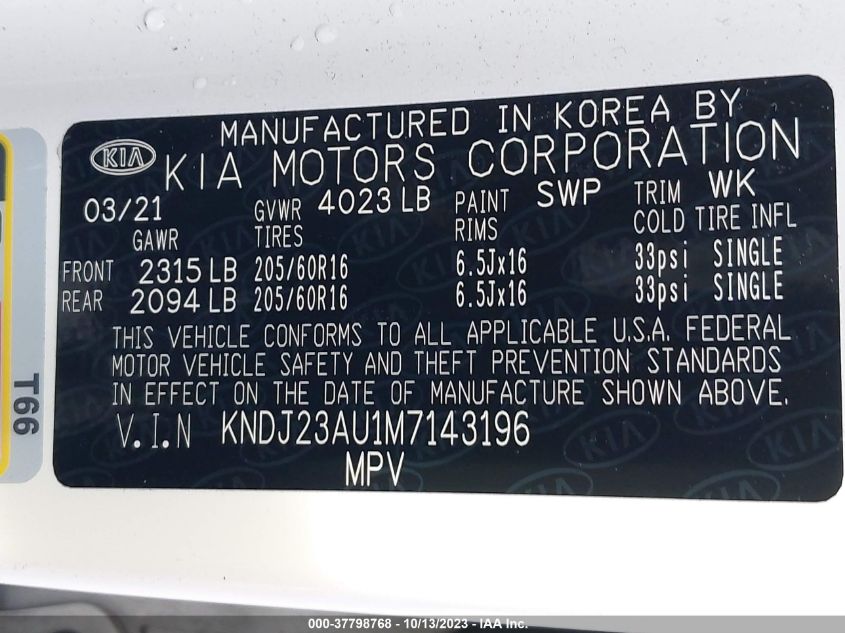 MANUFACTURED IN KOREA BY
KIA KIA MOTORS CORPORATION
03/21 GVWR 4023 LB PAINT SWP TRIM WK
GAWR TIRES RIMS COLD TIRE INFL
FRONT 2315 LB 205/60R16 6.5Jx16 33psi SINGLE
REAR 2094 LB 205/60R16 6.5Jx16 33psi SINGLE
THIS VEHICLE CONFORMS TO ALL APPLICABLE U.S.A. FEDERAL
MOTOR VEHICLE SAFETY AND THEFT PREVENTION STANDARDS
IN EFFECT ON THE DATE OF MANUFACTURE SHOWN ABOVE.
V.I.N KNDJ23AU1M7143196
MPV
T66
000-37798768 - 10/13/2023 - IAAI.com